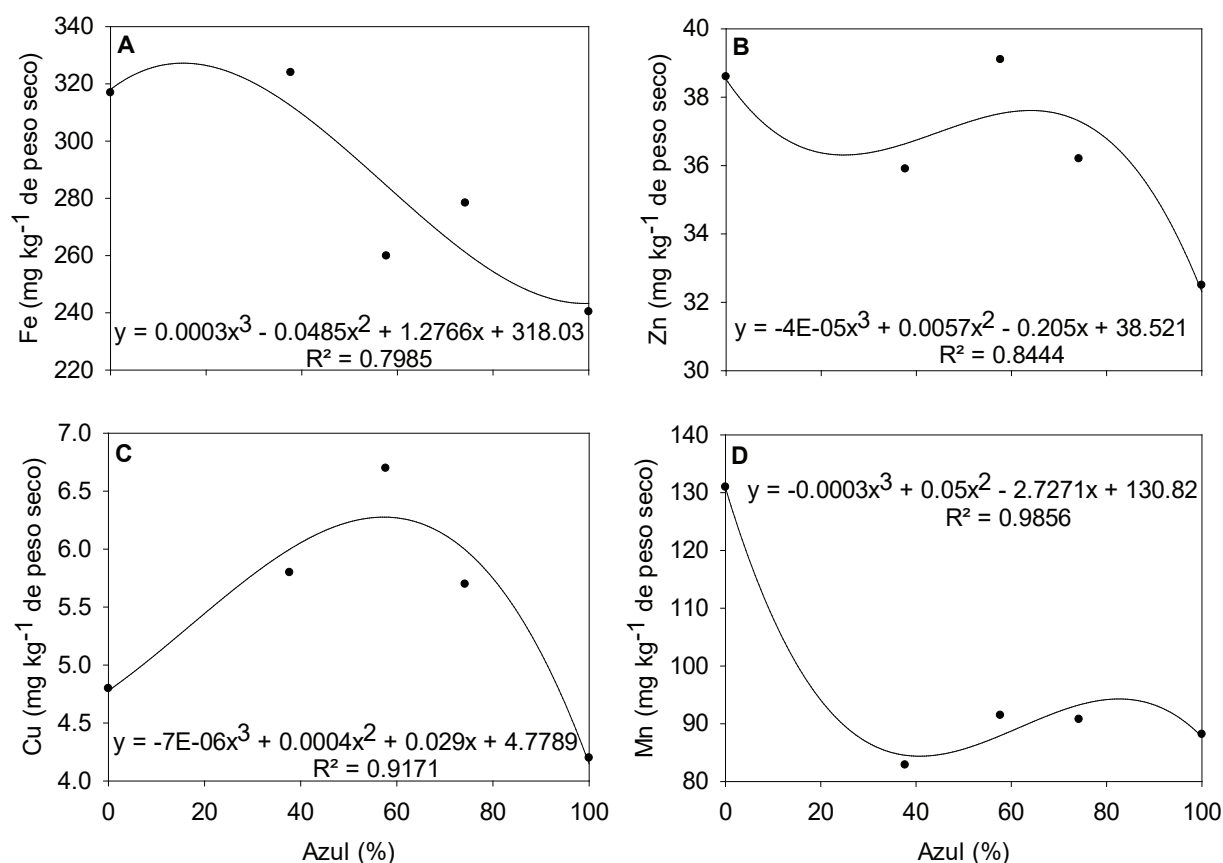 A
Fe (mg kg⁻¹ de peso seco)
340
320
300
280
260
240
220
y = 0.0003x³ - 0.0485x² + 1.2766x + 318.03
R² = 0.7985
B
Zn (mg kg⁻¹ de peso seco)
40
38
36
34
32
30
y = -4E-05x³ + 0.0057x² - 0.205x + 38.521
R² = 0.8444
C
Cu (mg kg⁻¹ de peso seco)
7.0
6.5
6.0
5.5
5.0
4.5
4.0
y = -7E-06x³ + 0.0004x² + 0.029x + 4.7789
R² = 0.9171
0 20 40 60 80 100
Azul (%)
D
Mn (mg kg⁻¹ de peso seco)
140
130
120
110
100
90
80
y = -0.0003x³ + 0.05x² - 2.7271x + 130.82
R² = 0.9856
0 20 40 60 80 100
Azul (%)